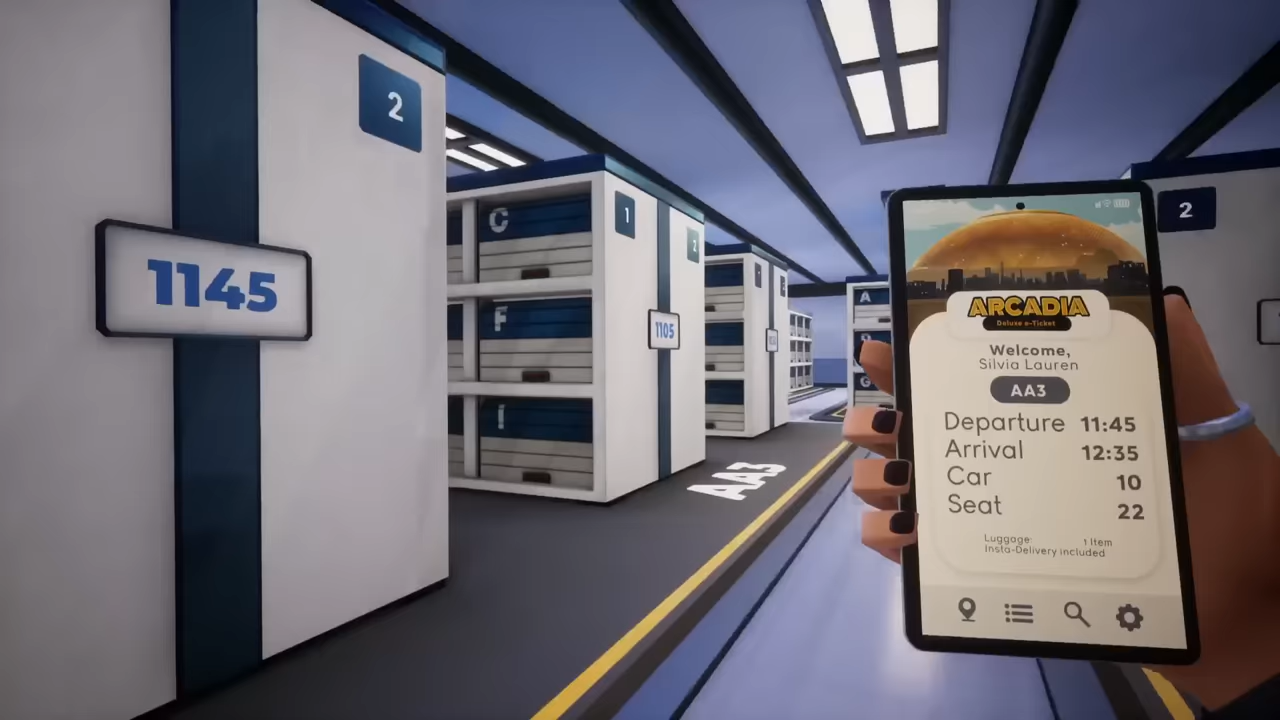 2
1145
C
F
I
1
2
1105
AA3
A
G
2
ARCADIA
Deluxe e-Ticket
Welcome,
Silvia Lauren
AA3
Departure 11:45
Arrival 12:35
Car 10
Seat 22
Luggage: 1 Item
Insta-Delivery included